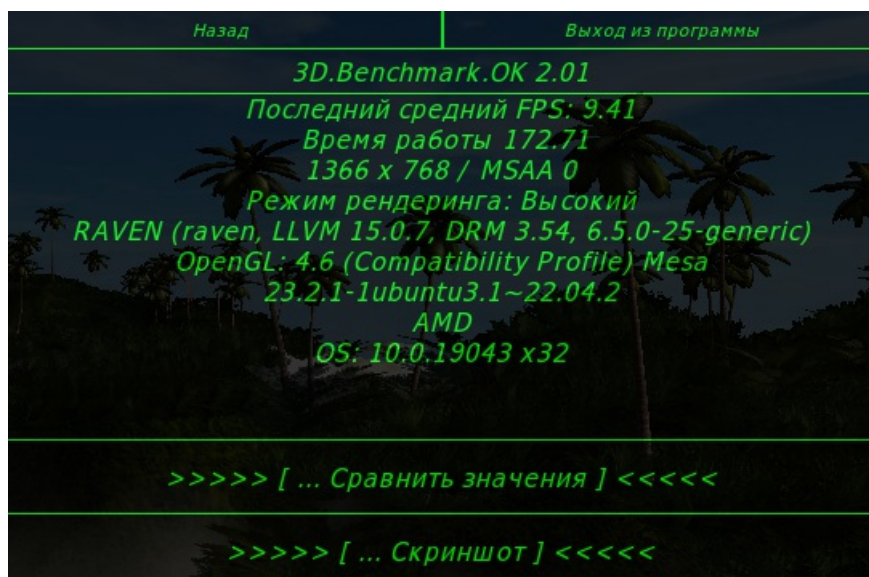 Назад
Выход из программы
3D.Benchmark.OK 2.01
Последний средний FPS: 9.41
Время работы 172.71
1366 x 768 / MSAA 0
Режим рендеринга: Высокий
RAVEN (raven, LLVM 15.0.7, DRM 3.54, 6.5.0-25-generic)
OpenGL: 4.6 (Compatibility Profile) Mesa
23.2.1-1ubuntu3.1~22.04.2
AMD
OS: 10.0.19043 x32
>>>>> [ ... Сравнить значения ] <<<<<
>>>>> [ ... Скриншот ] <<<<<